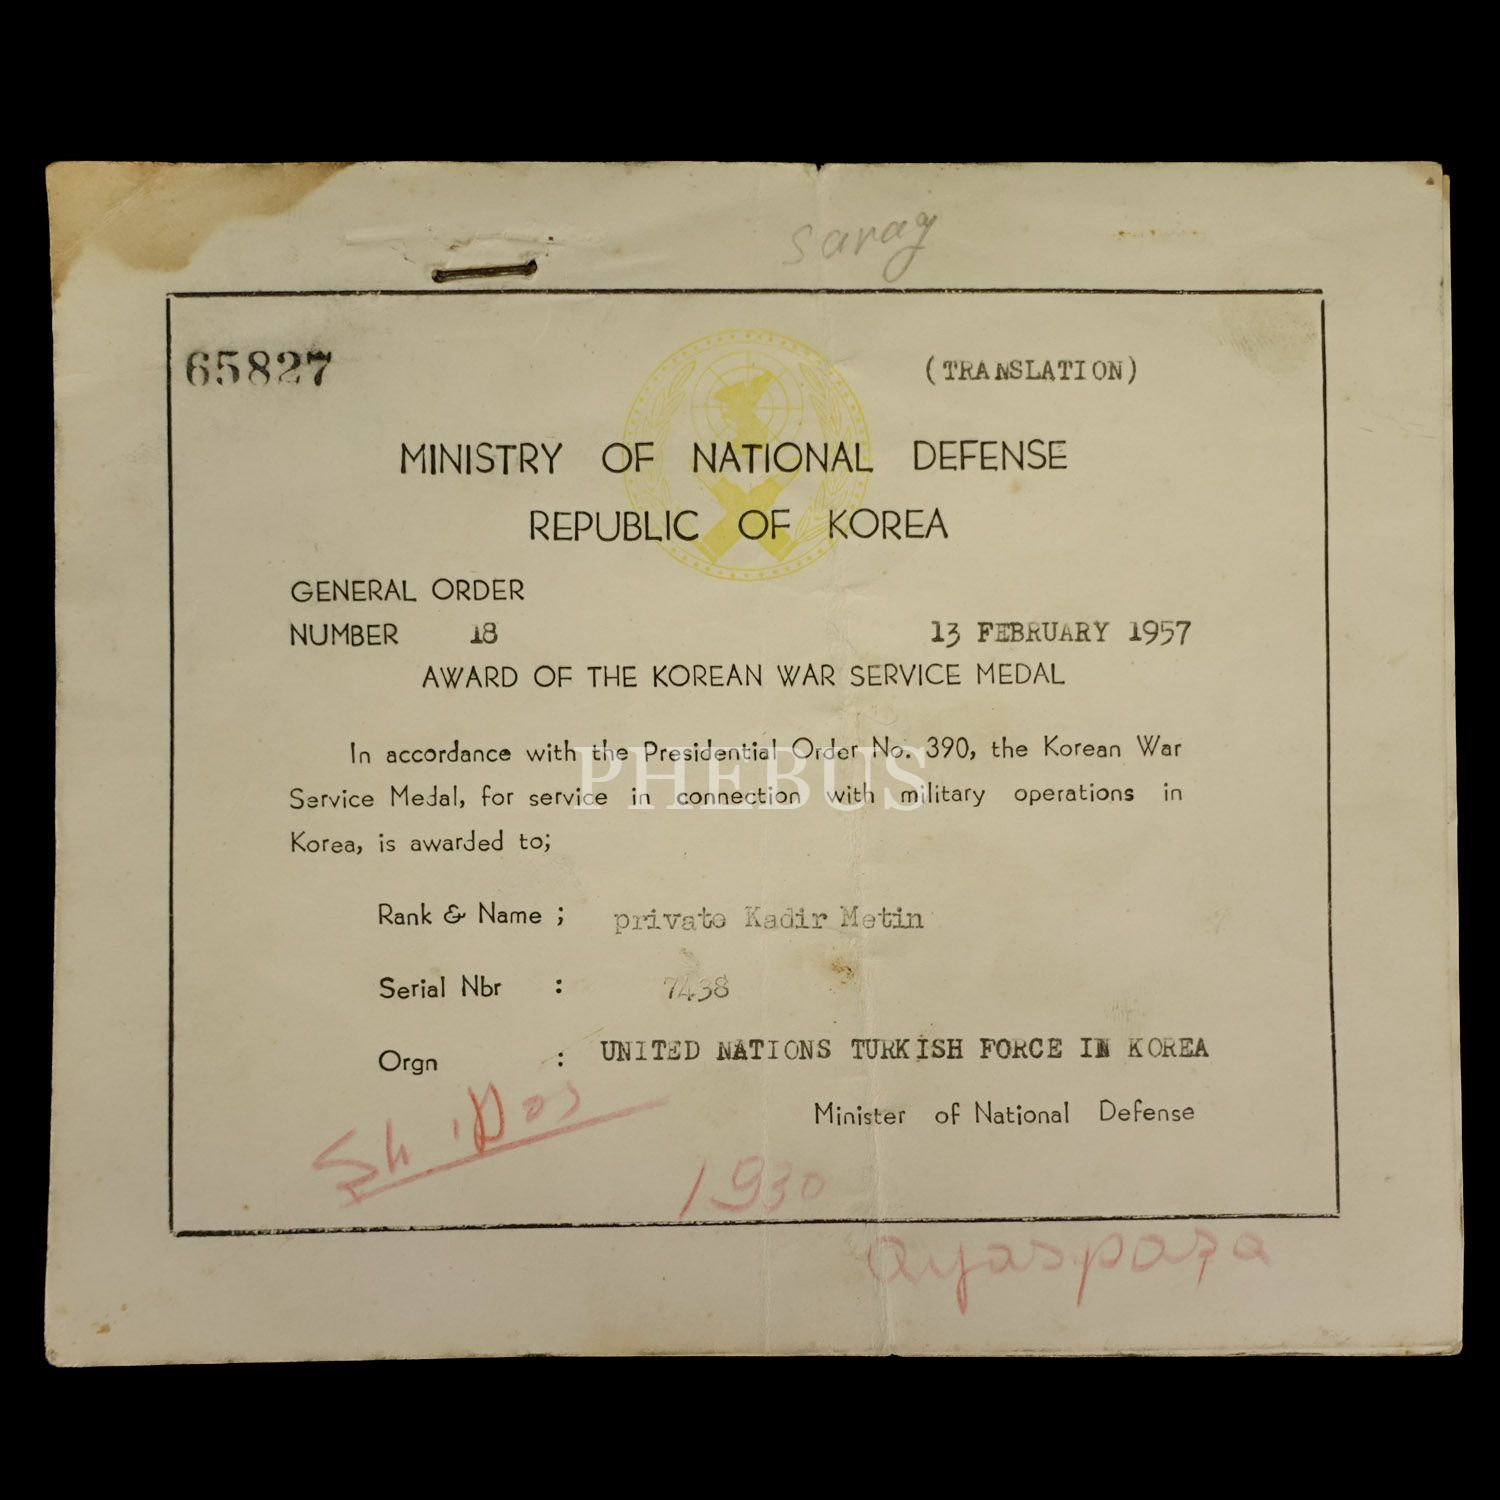 saray
65827
(TRANSLATION)
MINISTRY OF NATIONAL DEFENSE
REPUBLIC OF KOREA
GENERAL ORDER
NUMBER 18 13 FEBRUARY 1957
AWARD OF THE KOREAN WAR SERVICE MEDAL
In accordance with the Presidential Order No. 390, the Korean War
PHEBUS
Service Medal, for service in connection with military operations in
Korea, is awarded to;
Rank & Name ; private Kadir Metin
Serial Nbr : 7438
Orgn : UNITED NATIONS TURKISH FORCE IN KOREA
Minister of National Defense
1930
ayaspaşa